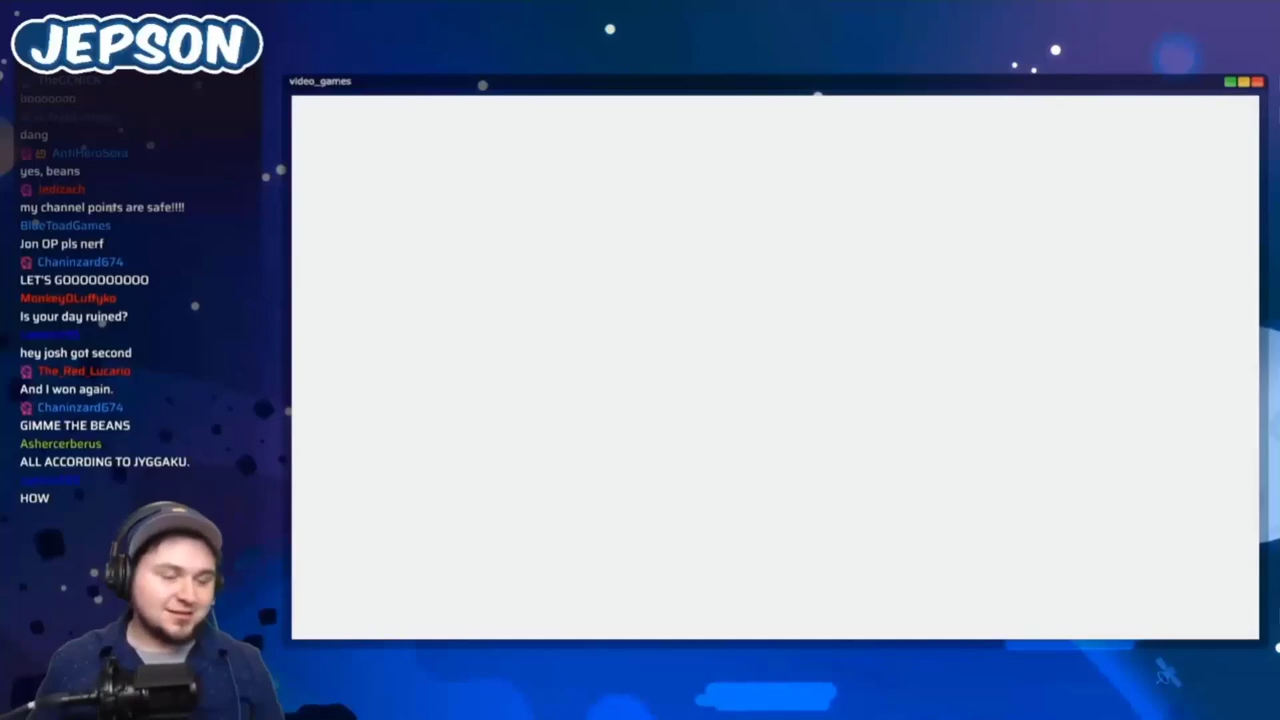 JEPSON
video_games
dang
AntiHeroSora
yes, beans
jedizach
my channel points are safe!!!!
BlueToadGames
Jon OP pls nerf
Chaninzard674
LET'S GOOOOOOOOOO
MonkeyDLuffyko
Is your day ruined?
hey josh got second
The_Red_Lucario
And I won again.
Chaninzard674
GIMME THE BEANS
Ashercerberus
ALL ACCORDING TO JYGGAKU.
HOW